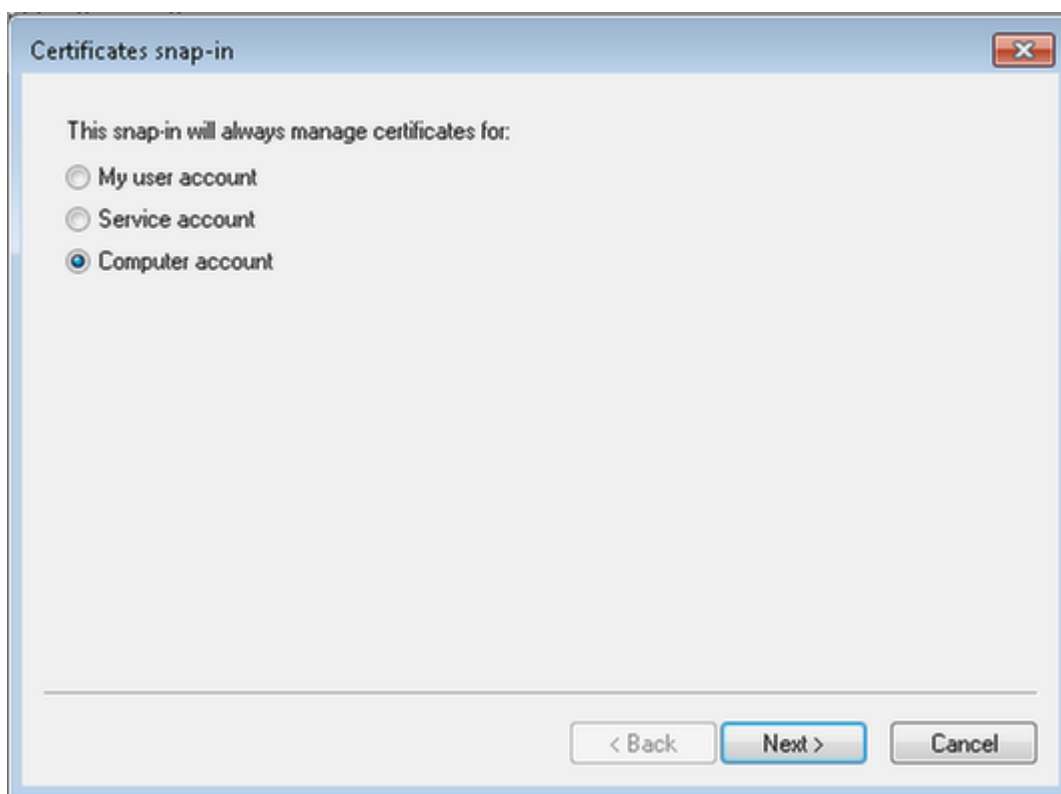 Certificates snap-in
This snap-in will always manage certificates for:
My user account
Service account
Computer account
< Back
Next >
Cancel